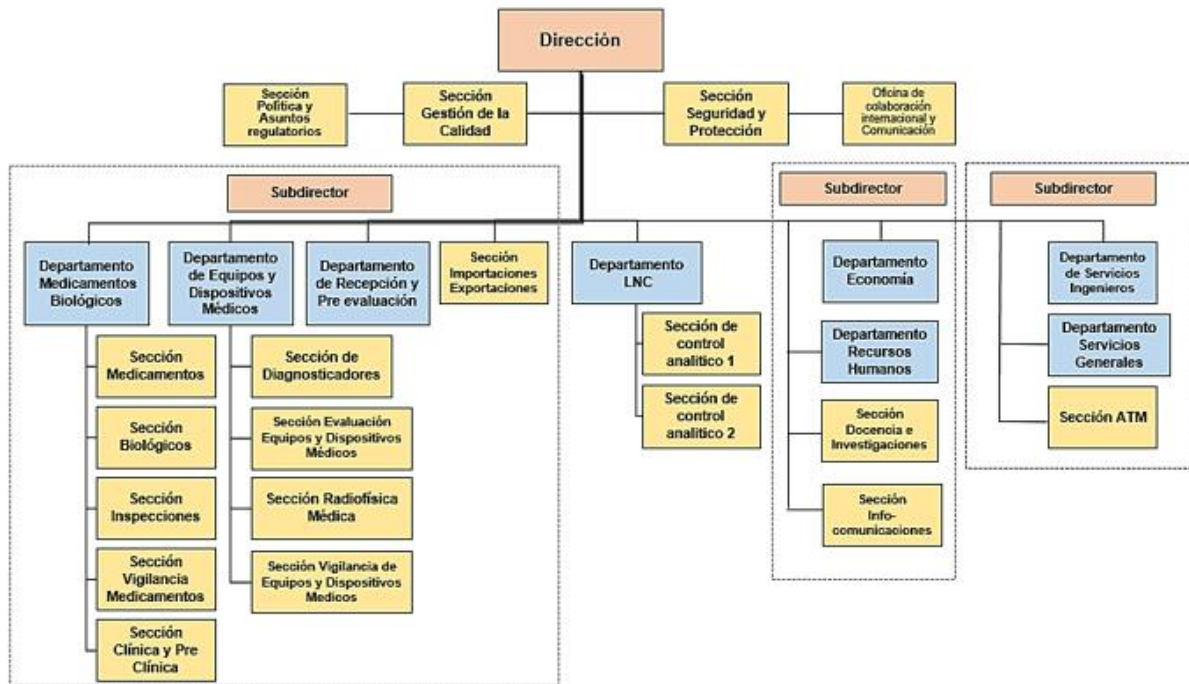 Dirección
Sección
Política y
Asuntos
regulatorios
Sección
Gestión de la
Calidad
Sección
Seguridad y
Protección
Oficina de
colaboración
internacional y
Comunicación
Subdirector
Departamento
Medicamentos
Biológicos
Departamento
de Equipos y
Dispositivos
Médicos
Departamento
de Recepción y
Pre evaluación
Sección
Importaciones
Exportaciones
Sección
Medicamentos
Sección
Biológicos
Sección
Inspecciones
Sección
Vigilancia
Medicamentos
Sección
Clínica y Pre
Clínica
Sección de
Diagnosticadores
Sección Evaluación
Equipos y Dispositivos
Médicos
Sección Radiofísica
Médica
Sección Vigilancia de
Equipos y Dispositivos
Medicos
Departamento
LNC
Sección de
control
analítico 1
Sección de
control
analítico 2
Subdirector
Departamento
Economía
Departamento
Recursos
Humanos
Sección
Docencia e
Investigaciones
Sección
Info-
comunicaciones
Subdirector
Departamento
de Servicios
Ingenieros
Departamento
Servicios
Generales
Sección ATM